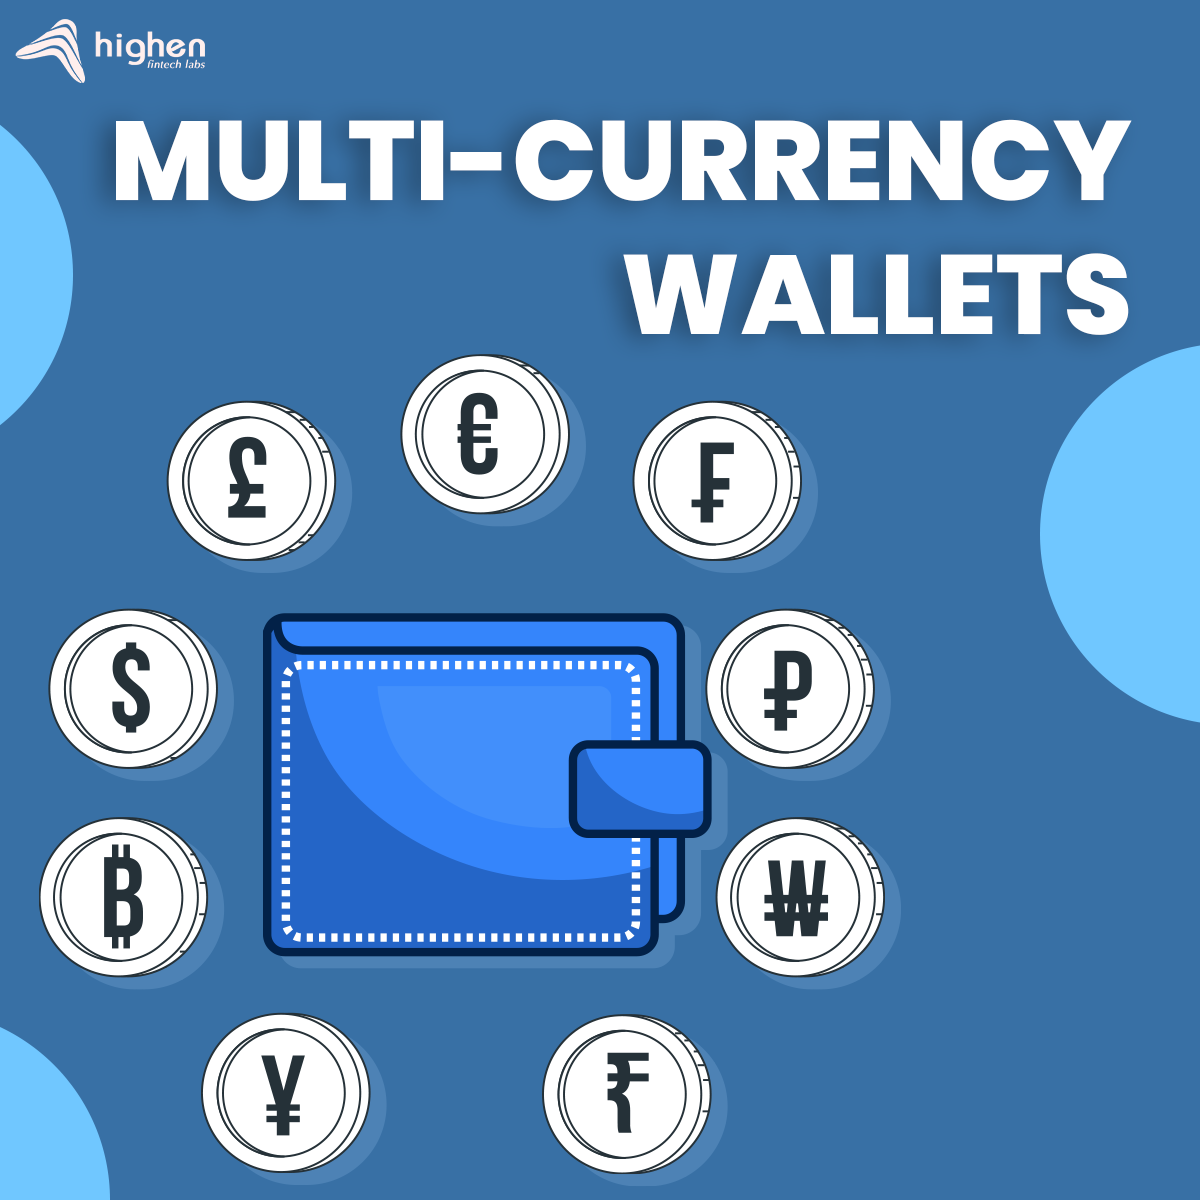 highen
fintech labs
MULTI-CURRENCY
WALLETS
€
£
₣
$
₽
฿
₩
¥
₹